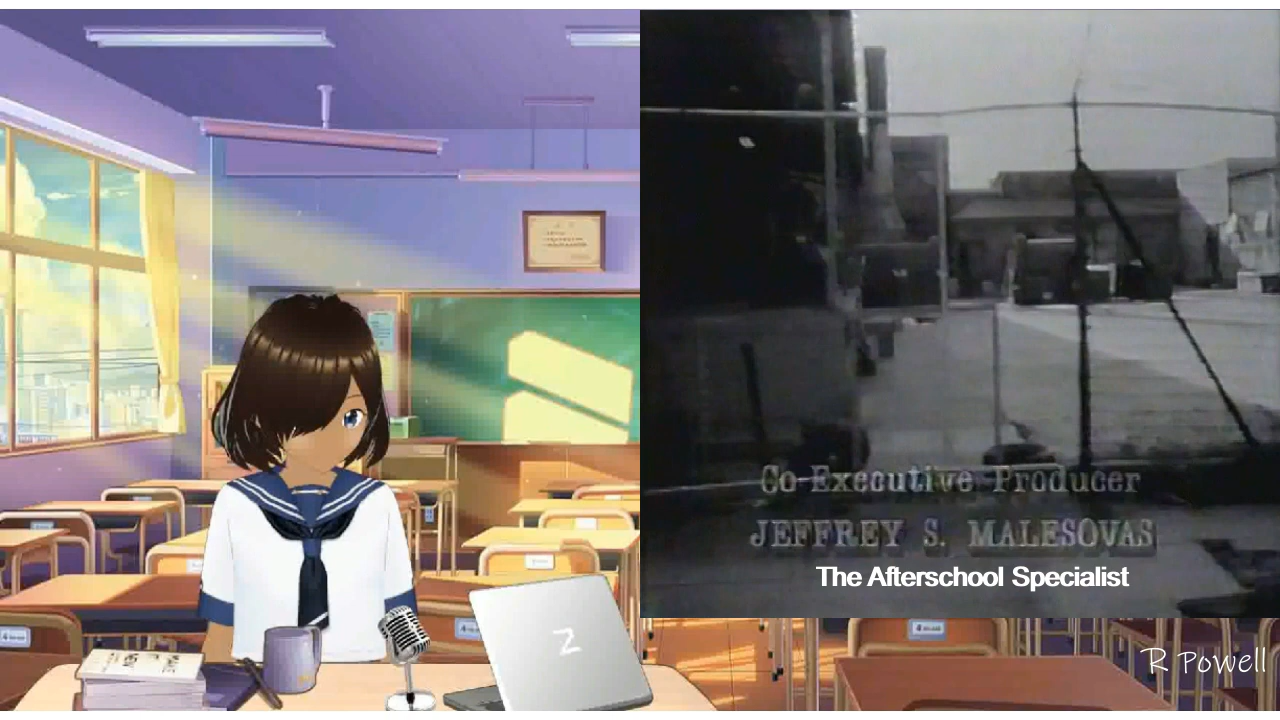 Co-Executive Producer
JEFFREY S. MALESOVAS
The Afterschool Specialist
R Powell
Z